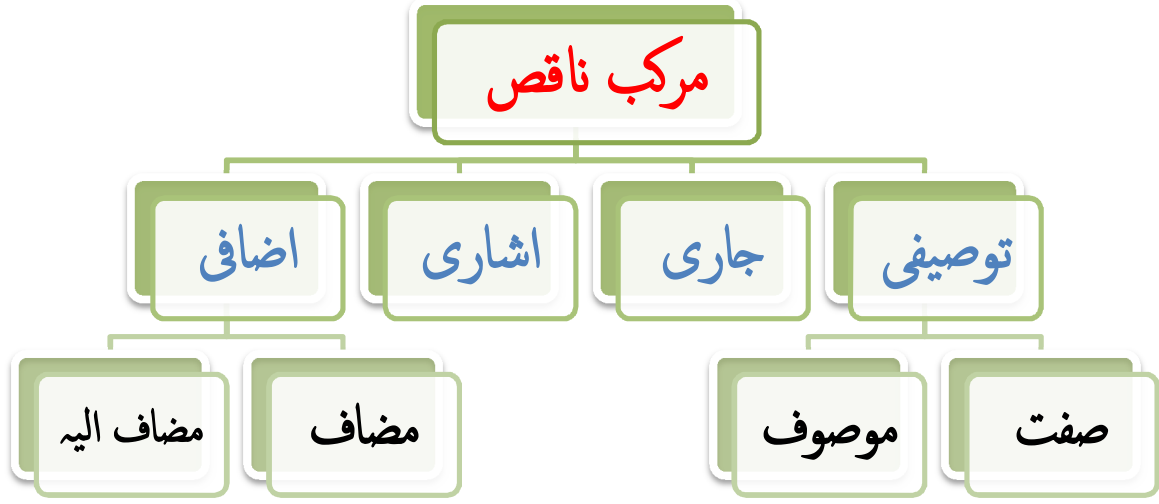 مرکب ناقص
توصیفی
جاری
اشاری
اضافی
صفت
موصوف
مضاف
مضاف الیہ